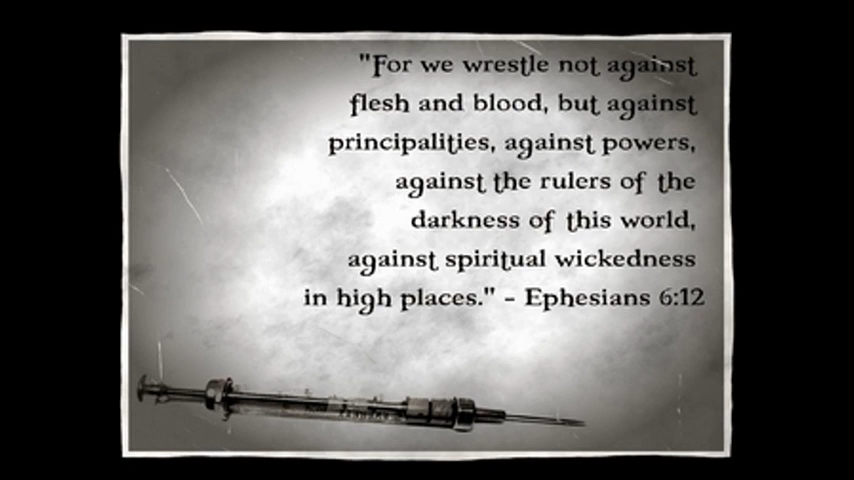 "For we wrestle not against
flesh and blood, but against
principalities, against powers,
against the rulers of the
darkness of this world,
against spiritual wickedness
in high places." - Ephesians 6:12